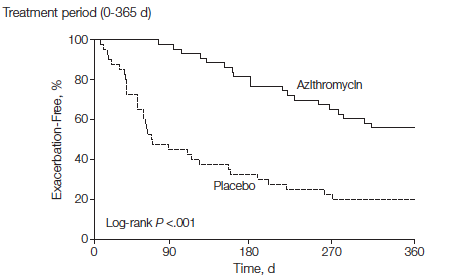 Treatment period (0-365 d)
100
80
60
40
20
0
Exacerbation-Free, %
Azithromycin
Placebo
Log-rank P <.001
0 90 180 270 360
Time, d